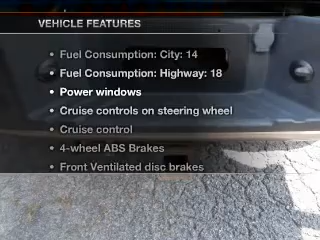 VEHICLE FEATURES
• Fuel Consumption: City: 14
• Fuel Consumption: Highway: 18
• Power windows
• Cruise controls on steering wheel
• Cruise control
• 4-wheel ABS Brakes
• Front Ventilated disc brakes